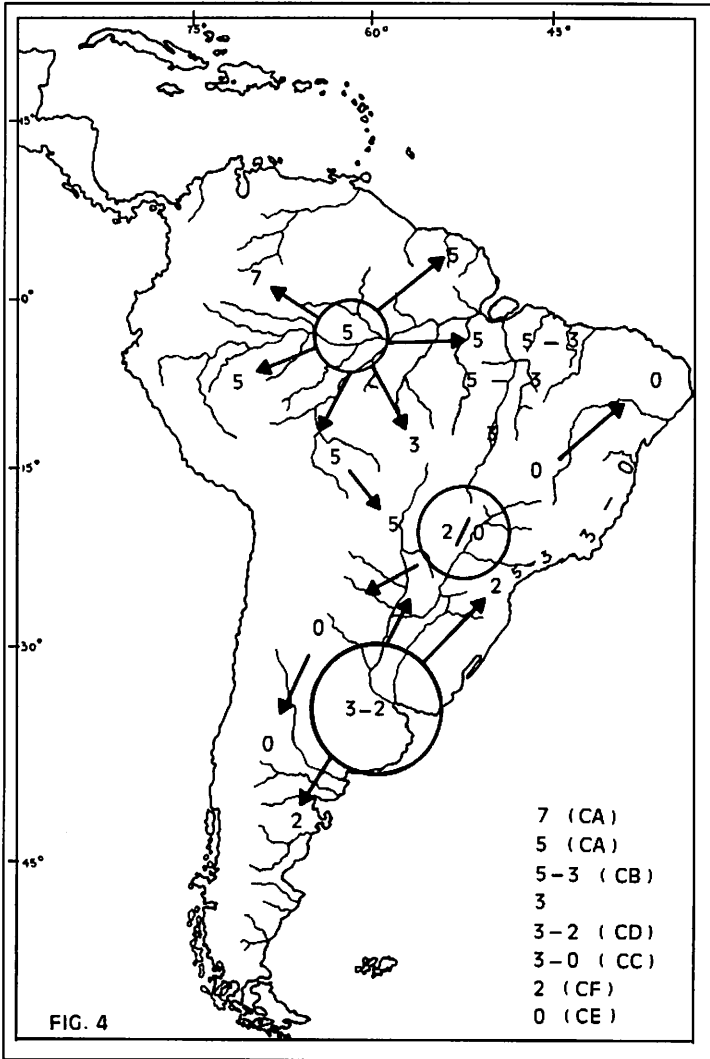 75° 60° 45°
15°
5
7
0°
5
5 5-3
5 5-3 0
3
3
5
0 0
15°
5
2/0
3-
5-3-
2
0
30°
3-2
0
2
7 (CA)
5 (CA)
45°
5-3 (CB)
3
3-2 (CD)
3-0 (CC)
2 (CF)
0 (CE)
FIG. 4